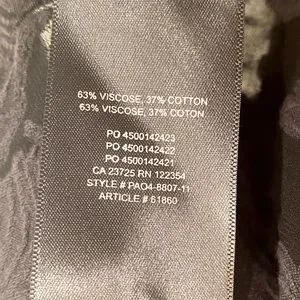 63% VISCOSE, 37% COTTON
63% VISCOSE, 37% COTON
PO 4500142423
PO 4500142422
PO 4500142421
CA 23725 RN 122354
STYLE # PAO4-8807-11
ARTICLE # 61860